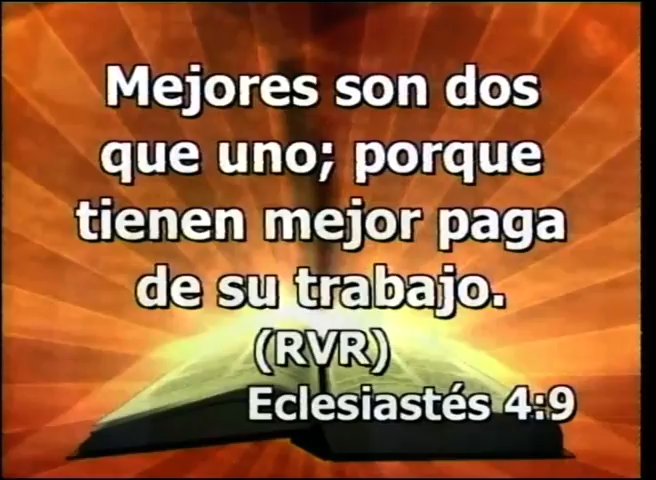 Mejores son dos
que uno; porque
tienen mejor paga
de su trabajo.
(RVR)
Eclesiastés 4:9